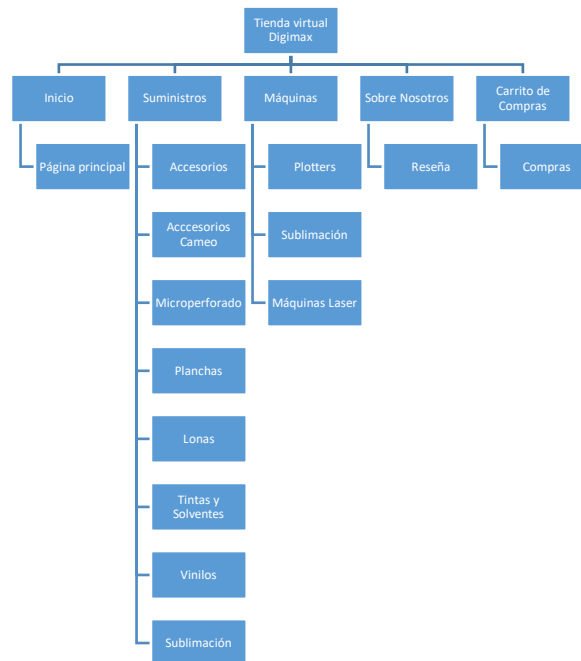 Tienda virtual
Digimax
Inicio
Suministros
Máquinas
Sobre Nosotros
Carrito de
Compras
Página principal
Accesorios
Acccesorios
Cameo
Microperforado
Planchas
Lonas
Tintas y
Solventes
Vinilos
Sublimación
Plotters
Sublimación
Máquinas Laser
Reseña
Compras